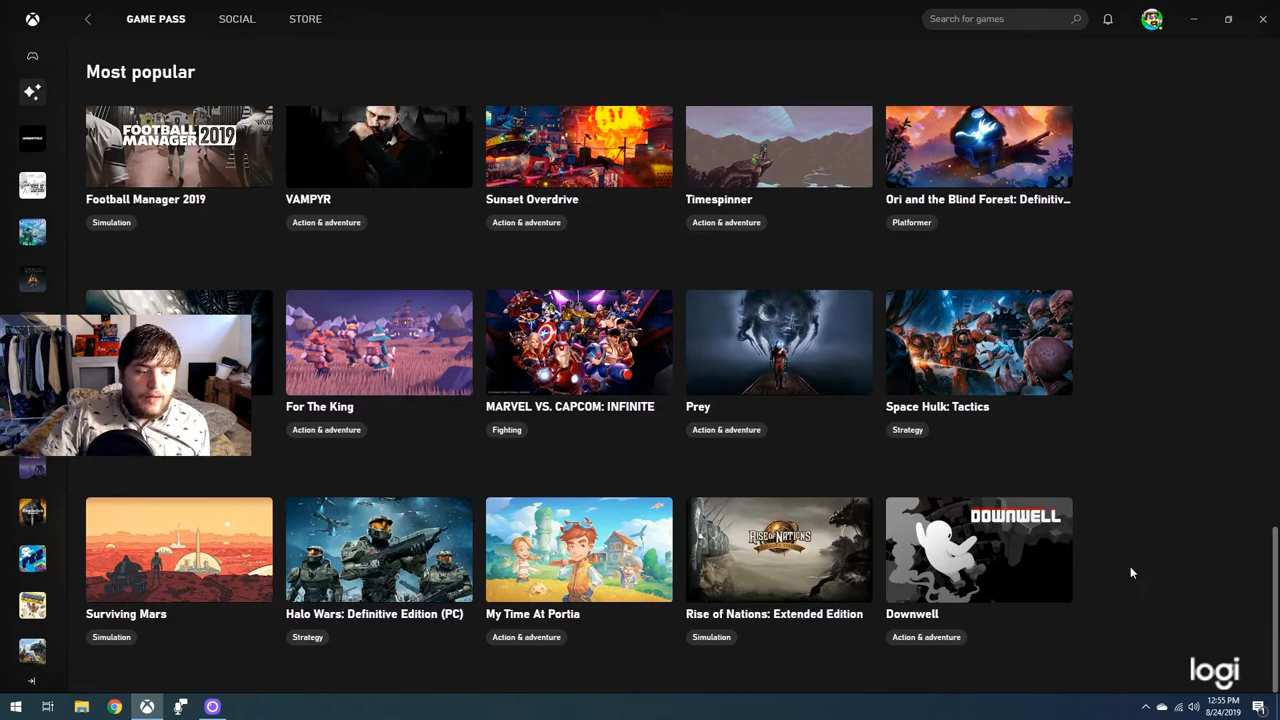 GAME PASS
SOCIAL
STORE
Search for games
Most popular
FOOTBALL
MANAGER 2019
Football Manager 2019
VAMPYR
Sunset Overdrive
Timespinner
Ori and the Blind Forest: Definitiv...
Simulation
Action & adventure
Action & adventure
Action & adventure
Platformer
For The King
MARVEL VS. CAPCOM: INFINITE
Prey
Space Hulk: Tactics
Action & adventure
Fighting
Action & adventure
Strategy
RISE OF NATIONS
DOWNWELL
Surviving Mars
Halo Wars: Definitive Edition (PC)
My Time At Portia
Rise of Nations: Extended Edition
Downwell
Simulation
Strategy
Action & adventure
Simulation
Action & adventure
logi
12:55 PM
8/24/2019